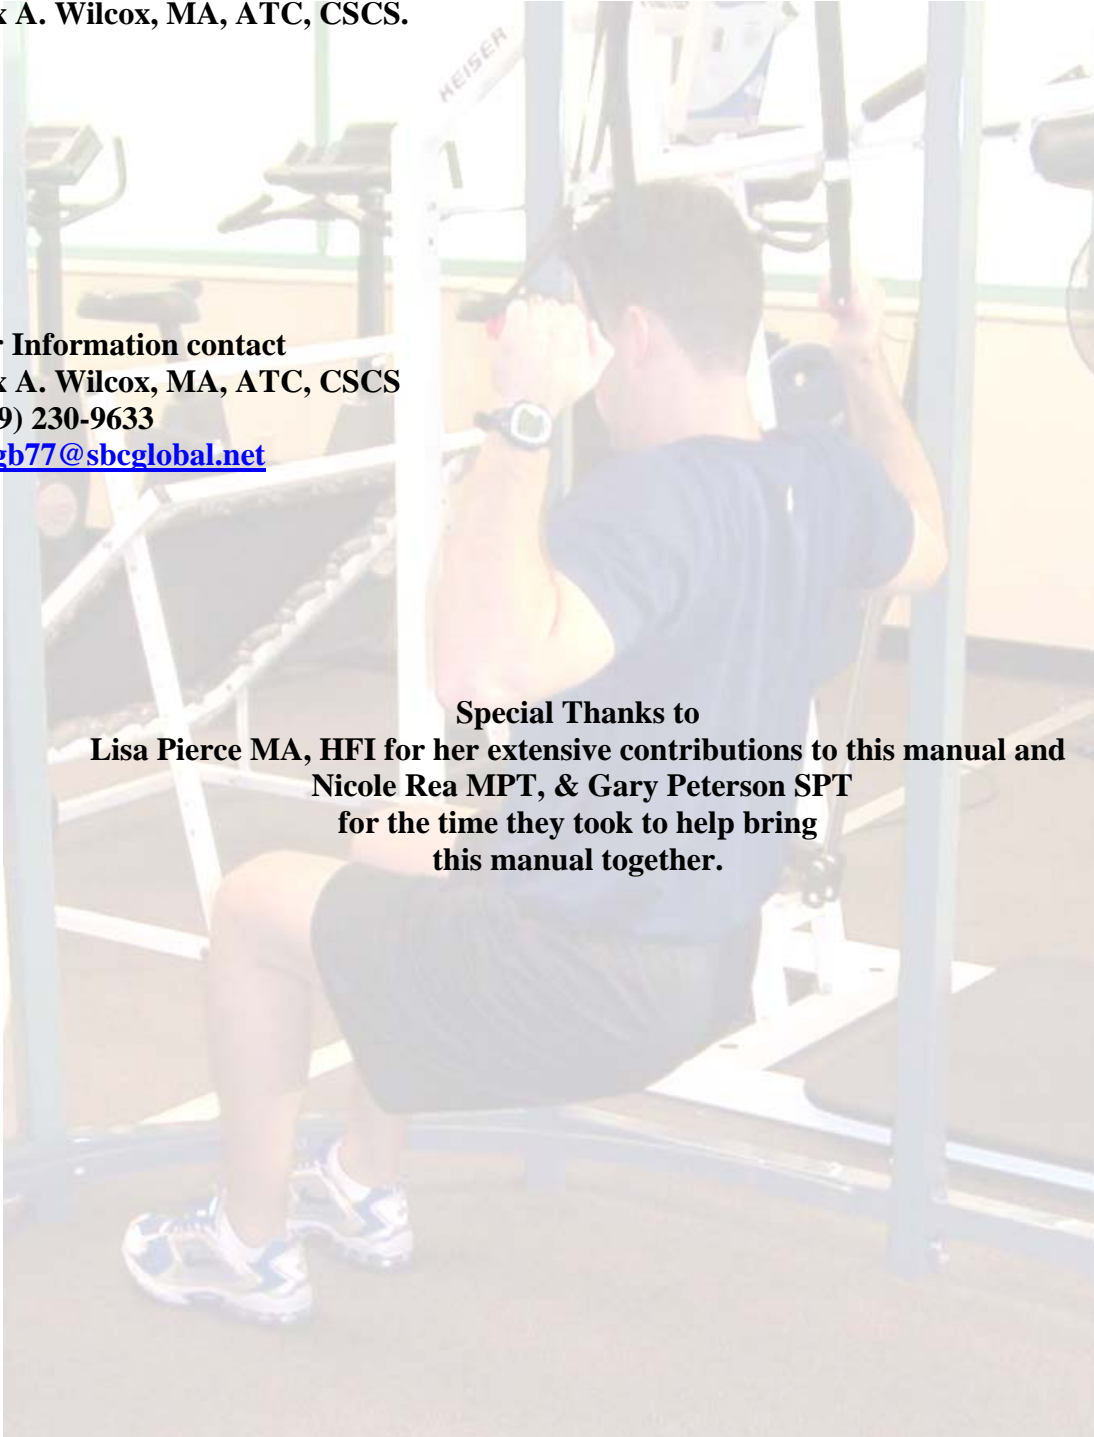 x A. Wilcox, MA, ATC, CSCS.
KEISER
r Information contact
x A. Wilcox, MA, ATC, CSCS
9) 230-9633
gb77@sbcglobal.net
Special Thanks to
Lisa Pierce MA, HFI for her extensive contributions to this manual and
Nicole Rea MPT, & Gary Peterson SPT
for the time they took to help bring
this manual together.